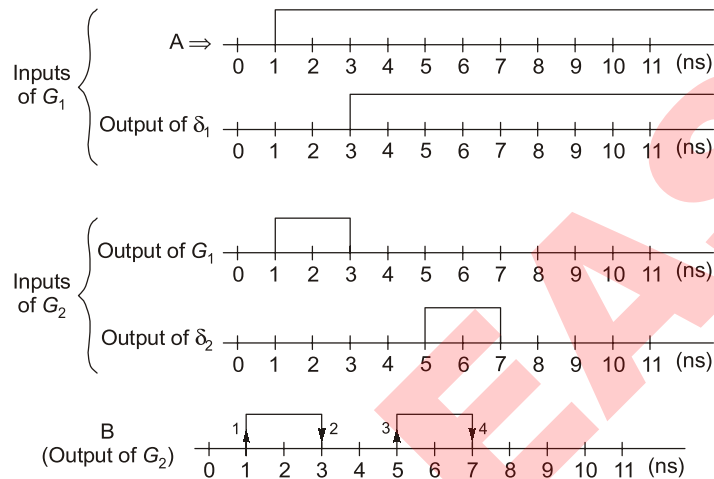 A ⇒
0 1 2 3 4 5 6 7 8 9 10 11 (ns)
Inputs
of G₁
Output of δ₁
0 1 2 3 4 5 6 7 8 9 10 11 (ns)
Output of G₁
0 1 2 3 4 5 6 7 8 9 10 11 (ns)
Inputs
of G₂
Output of δ₂
0 1 2 3 4 5 6 7 8 9 10 11 (ns)
B
(Output of G₂)
1 2 3 4
0 1 2 3 4 5 6 7 8 9 10 11 (ns)
EAS